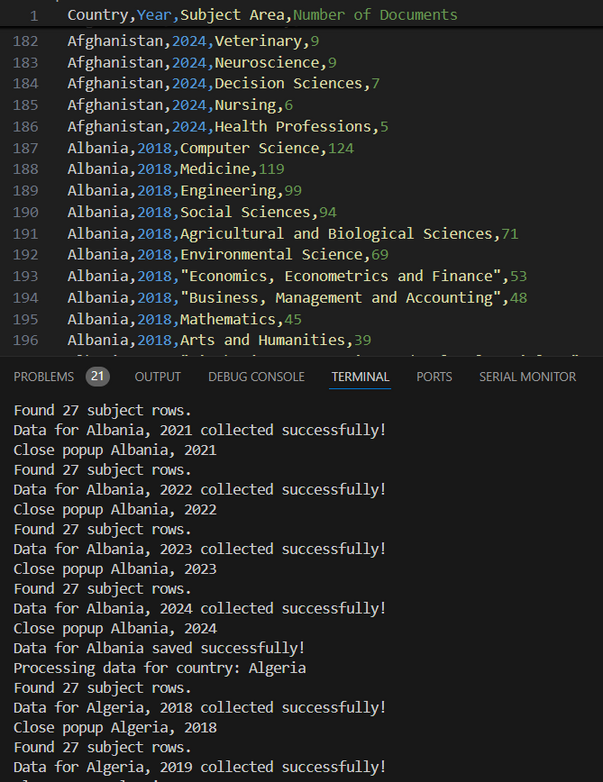 1 Country,Year,Subject Area,Number of Documents
182 Afghanistan,2024,Veterinary,9
183 Afghanistan,2024,Neuroscience,9
184 Afghanistan,2024,Decision Sciences,7
185 Afghanistan,2024,Nursing,6
186 Afghanistan,2024,Health Professions,5
187 Albania,2018,Computer Science,124
188 Albania,2018,Medicine,119
189 Albania,2018,Engineering,99
190 Albania,2018,Social Sciences,94
191 Albania,2018,Agricultural and Biological Sciences,71
192 Albania,2018,Environmental Science,69
193 Albania,2018,"Economics, Econometrics and Finance",53
194 Albania,2018,"Business, Management and Accounting",48
195 Albania,2018,Mathematics,45
196 Albania,2018,Arts and Humanities,39
PROBLEMS 21 OUTPUT DEBUG CONSOLE TERMINAL PORTS SERIAL MONITOR
Found 27 subject rows.
Data for Albania, 2021 collected successfully!
Close popup Albania, 2021
Found 27 subject rows.
Data for Albania, 2022 collected successfully!
Close popup Albania, 2022
Found 27 subject rows.
Data for Albania, 2023 collected successfully!
Close popup Albania, 2023
Found 27 subject rows.
Data for Albania, 2024 collected successfully!
Close popup Albania, 2024
Data for Albania saved successfully!
Processing data for country: Algeria
Found 27 subject rows.
Data for Algeria, 2018 collected successfully!
Close popup Algeria, 2018
Found 27 subject rows.
Data for Algeria, 2019 collected successfully!